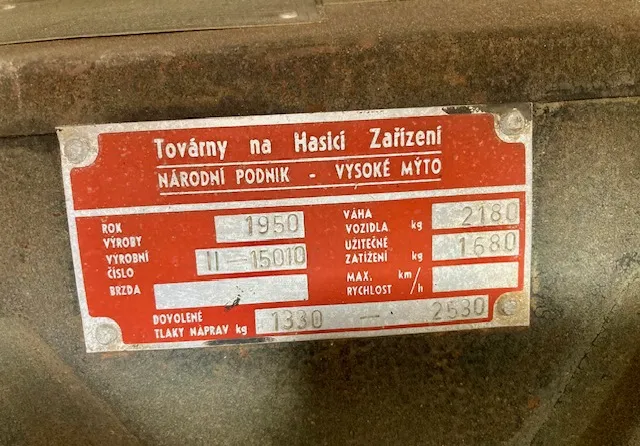 Továrny na Hasicí Zařízení
NÁRODNÍ PODNIK - VYSOKÉ MÝTO
ROK VÝROBY 1950
VÝROBNÍ ČÍSLO II-15010
BRZDA
VÁHA VOZIDLA kg 2180
UŽITEČNÉ ZATÍŽENÍ kg 1680
MAX. RYCHLOST km/h
DOVOLENÉ TLAKY NÁPRAV kg 1330 - 2530